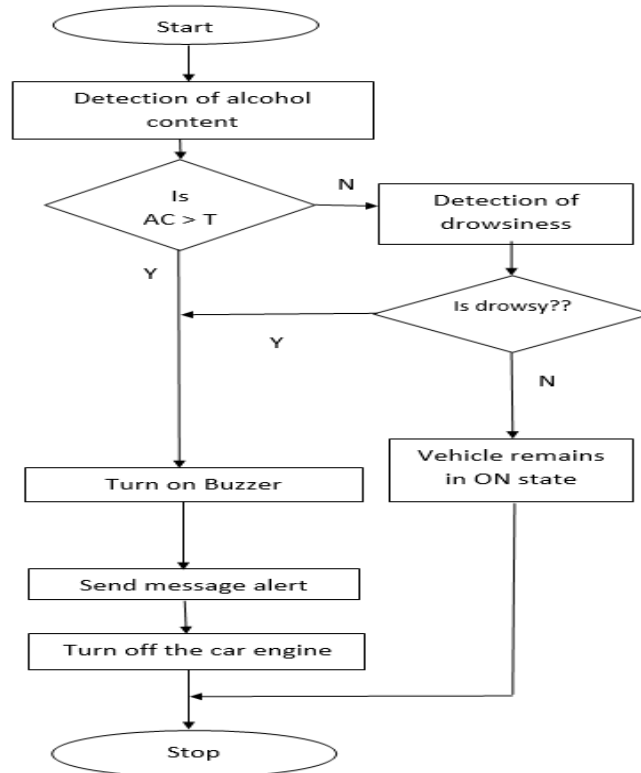 Start
Detection of alcohol
content
Is
AC > T
N
Detection of
drowsiness
Y
Is drowsy??
Y
N
Vehicle remains
in ON state
Turn on Buzzer
Send message alert
Turn off the car engine
Stop